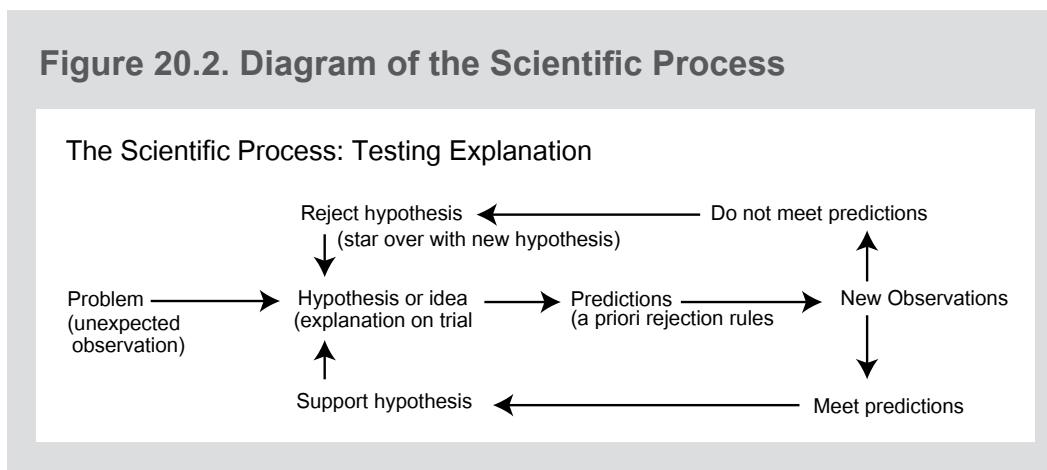 Figure 20.2. Diagram of the Scientific Process
The Scientific Process: Testing Explanation
Reject hypothesis
(star over with new hypothesis)
Do not meet predictions
Problem
(unexpected
observation)
Hypothesis or idea
(explanation on trial
Predictions
(a priori rejection rules
New Observations
Support hypothesis
Meet predictions